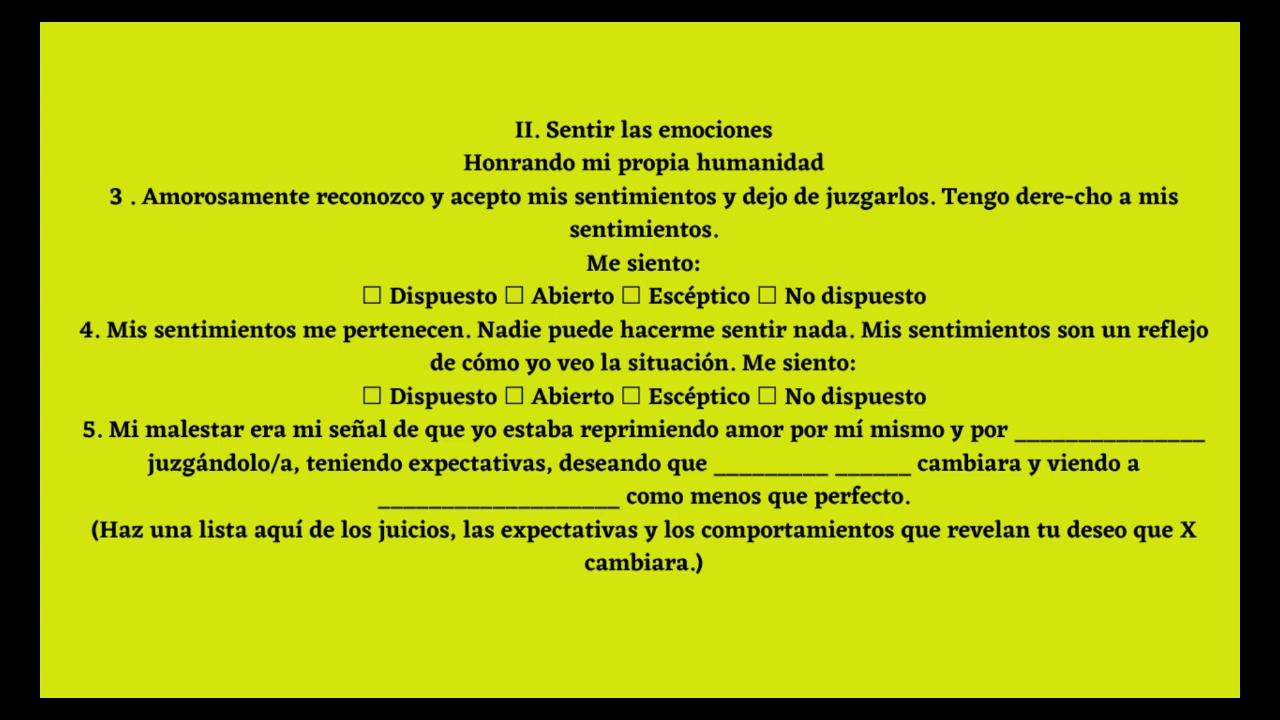 II. Sentir las emociones
Honrando mi propia humanidad
3 . Amorosamente reconozco y acepto mis sentimientos y dejo de juzgarlos. Tengo dere-cho a mis
sentimientos.
Me siento:
☐ Dispuesto ☐ Abierto ☐ Escéptico ☐ No dispuesto
4. Mis sentimientos me pertenecen. Nadie puede hacerme sentir nada. Mis sentimientos son un reflejo
de cómo yo veo la situación. Me siento:
☐ Dispuesto ☐ Abierto ☐ Escéptico ☐ No dispuesto
5. Mi malestar era mi señal de que yo estaba reprimiendo amor por mí mismo y por _______________
juzgándolo/a, teniendo expectativas, deseando que _________ ______ cambiara y viendo a
___________________ como menos que perfecto.
(Haz una lista aquí de los juicios, las expectativas y los comportamientos que revelan tu deseo que X
cambiara.)